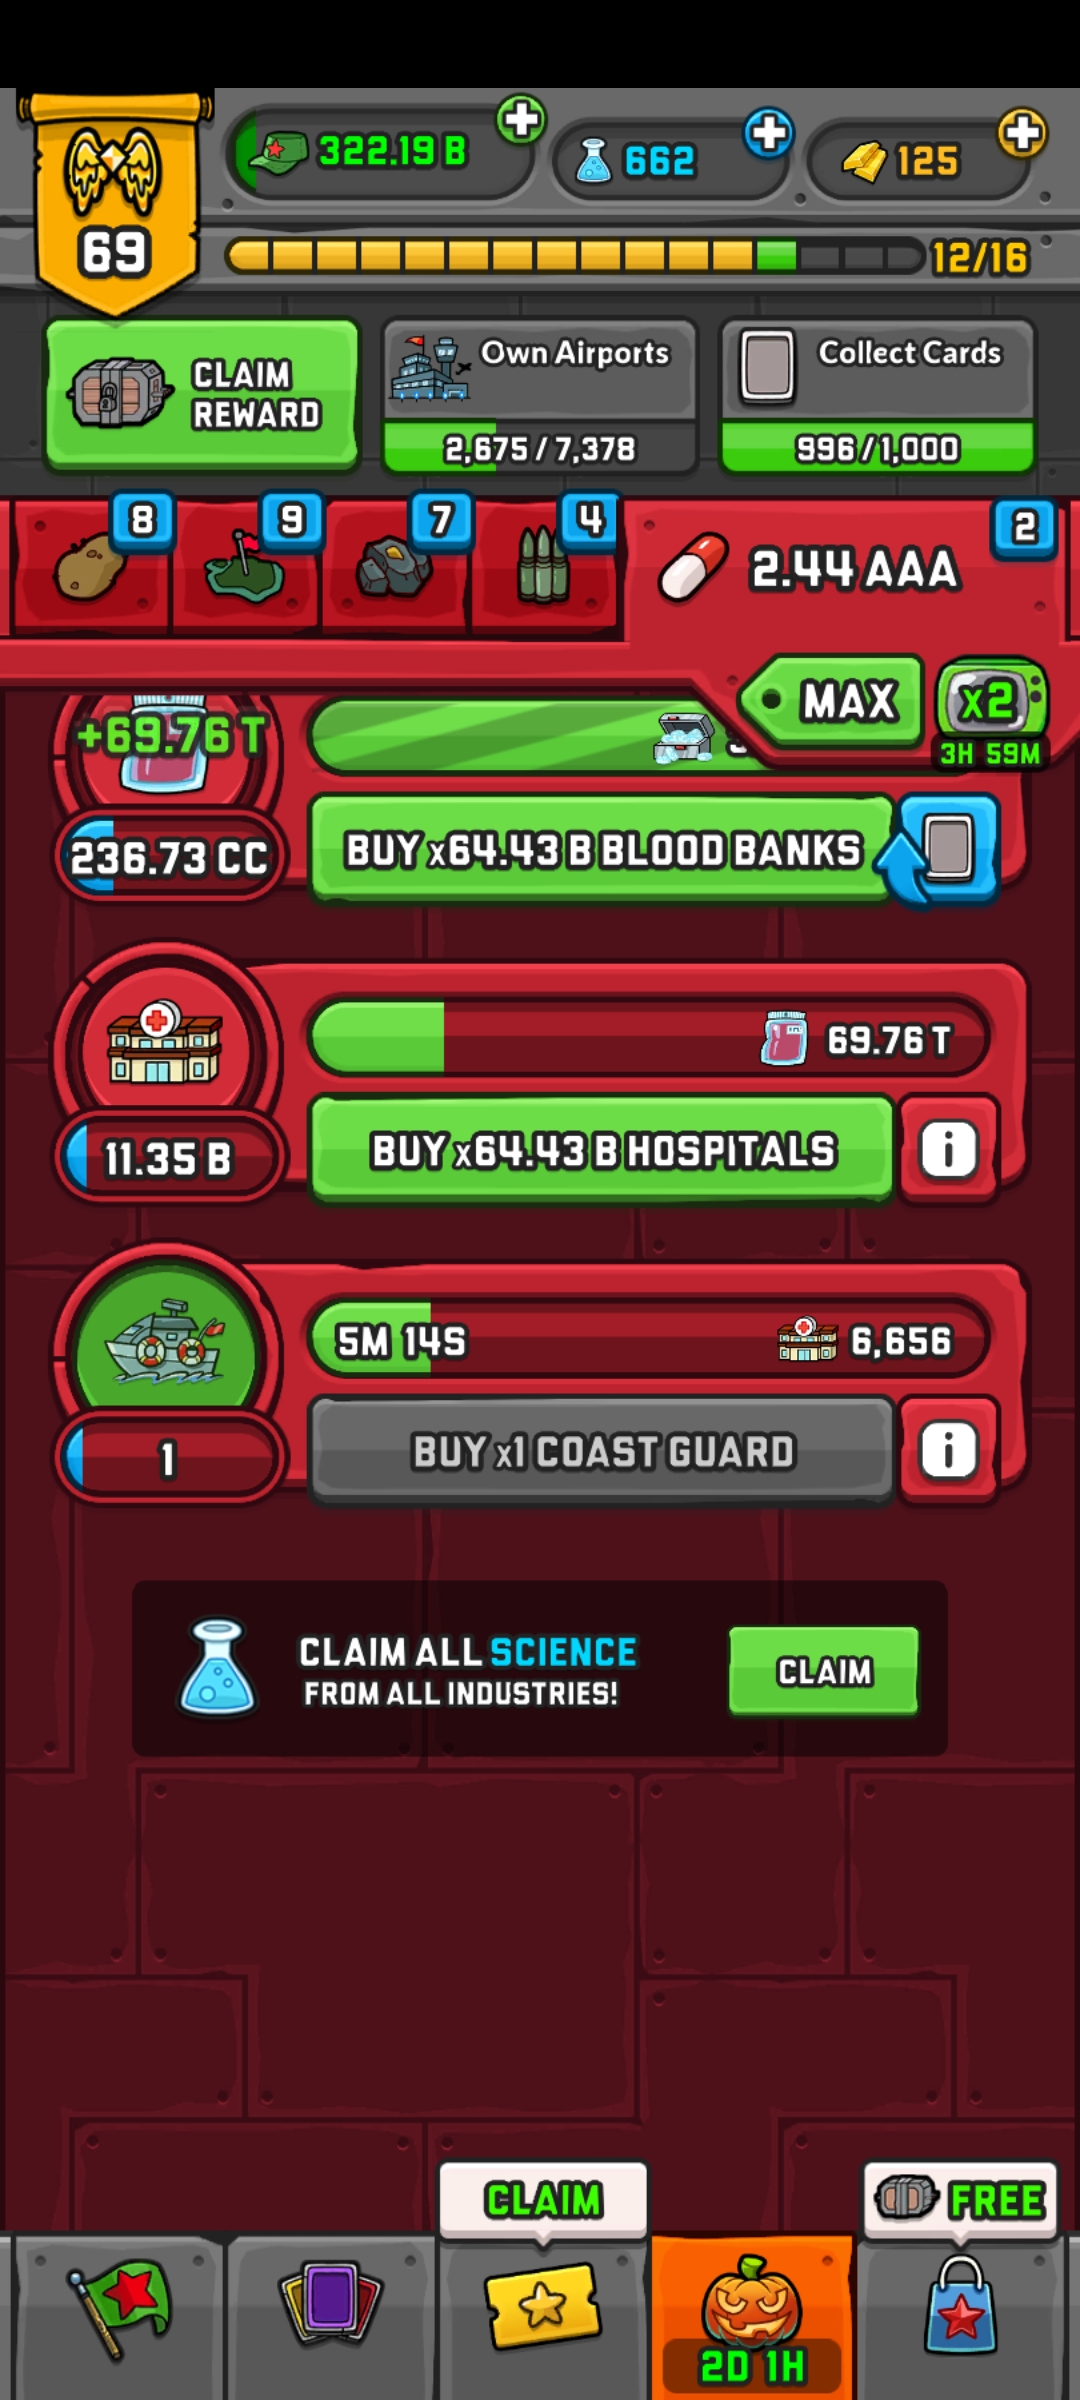 322.19 B
662
125
69
12/16
CLAIM
REWARD
Own Airports
2,675/7,378
Collect Cards
996/1,000
8
9
7
4
2
2.44 AAA
MAX
x2
3H 59M
+69.76 T
236.73 CC
BUY x64.43 B BLOOD BANKS
69.76 T
11.35 B
BUY x64.43 B HOSPITALS
i
5M 14S
6,656
1
BUY x1 COAST GUARD
i
CLAIM ALL SCIENCE
FROM ALL INDUSTRIES!
CLAIM
CLAIM
FREE
2D 1H